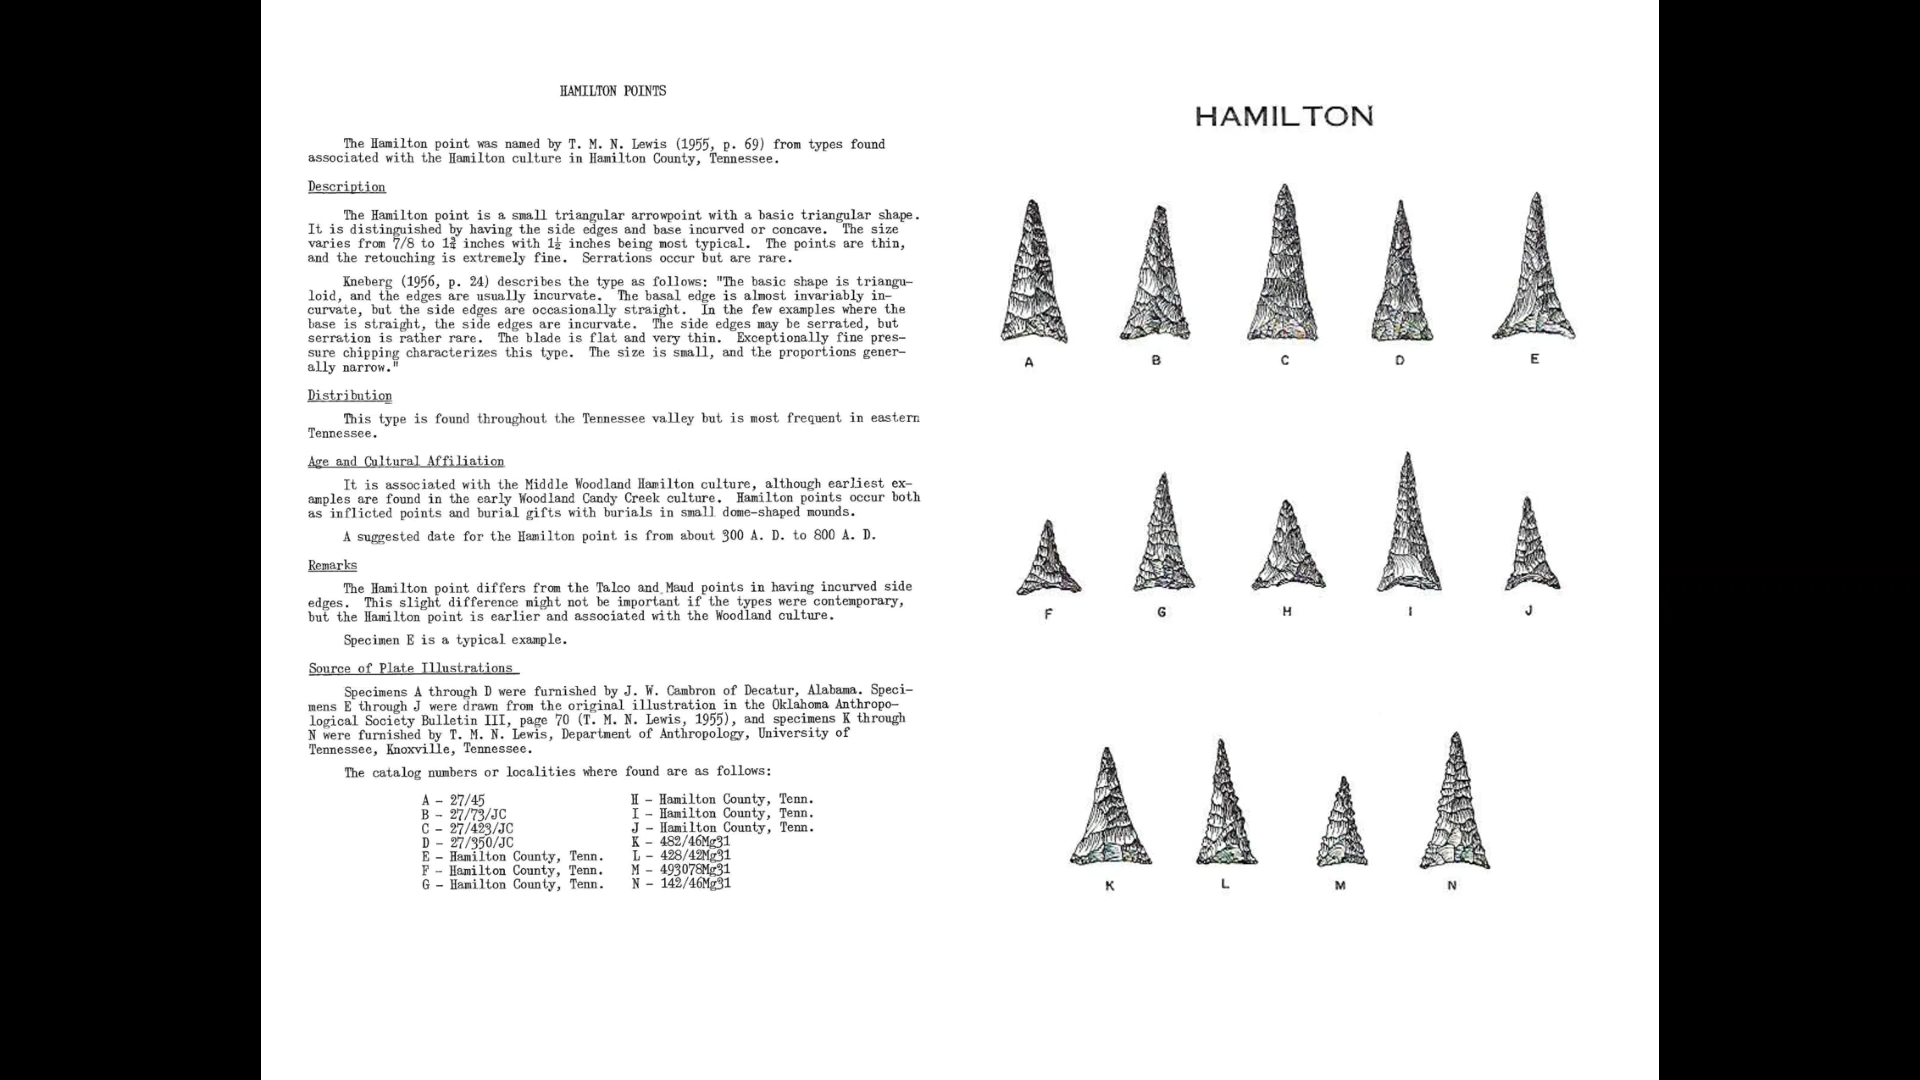 HAMILTON POINTS
The Hamilton point was named by T. M. N. Lewis (1955, p. 69) from types found
associated with the Hamilton culture in Hamilton County, Tennessee.
Description
The Hamilton point is a small triangular arrowpoint with a basic triangular shape.
It is distinguished by having the side edges and base incurved or concave. The size
varies from 7/8 to 1¾ inches with 1½ inches being most typical. The points are thin,
and the retouching is extremely fine. Serrations occur but are rare.
Kneberg (1956, p. 24) describes the type as follows: "The basic shape is triangu-
loid, and the edges are usually incurvate. The basal edge is almost invariably in-
curvate, but the side edges are occasionally straight. In the few examples where the
base is straight, the side edges are incurvate. The side edges may be serrated, but
serration is rather rare. The blade is flat and very thin. Exceptionally fine pres-
sure chipping characterizes this type. The size is small, and the proportions gener-
ally narrow."
Distribution
This type is found throughout the Tennessee valley but is most frequent in eastern
Tennessee.
Age and Cultural Affiliation
It is associated with the Middle Woodland Hamilton culture, although earliest ex-
amples are found in the early Woodland Candy Creek culture. Hamilton points occur both
as inflicted points and burial gifts with burials in small dome-shaped mounds.
A suggested date for the Hamilton point is from about 300 A. D. to 800 A. D.
Remarks
The Hamilton point differs from the Talco and Maud points in having incurved side
edges. This slight difference might not be important if the types were contemporary,
but the Hamilton point is earlier and associated with the Woodland culture.
Specimen E is a typical example.
Source of Plate Illustrations
Specimens A through D were furnished by J. W. Cambron of Decatur, Alabama. Speci-
mens E through J were drawn from the original illustration in the Oklahoma Anthropo-
logical Society Bulletin III, page 70 (T. M. N. Lewis, 1955), and specimens K through
N were furnished by T. M. N. Lewis, Department of Anthropology, University of
Tennessee, Knoxville, Tennessee.
The catalog numbers or localities where found are as follows:
A - 27/45
B - 27/73/JC
C - 27/423/JC
D - 27/350/JC
E - Hamilton County, Tenn.
F - Hamilton County, Tenn.
G - Hamilton County, Tenn.
H - Hamilton County, Tenn.
I - Hamilton County, Tenn.
J - Hamilton County, Tenn.
K - 482/46Mg31
L - 428/42Mg31
M - 493078Mg31
N - 142/46Mg31
HAMILTON
A B C D E
F G H I J
K L M N